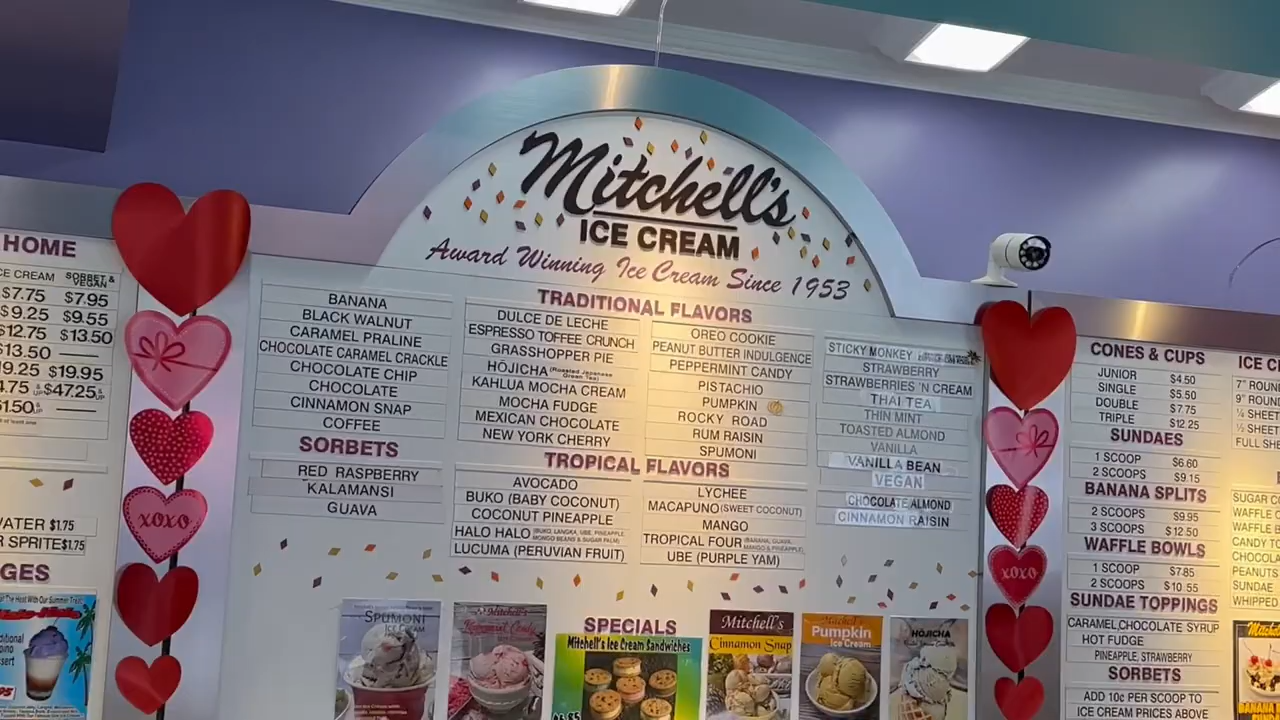 Mitchell's
ICE CREAM
Award Winning Ice Cream Since 1953
HOME
ICE CREAM SORBET & VEGAN
$7.75 $7.95
$9.25 $9.55
$12.75 $13.50
$13.50 —
$19.95
$47.25
—
WATER $1.75
R SPRITE $1.75
GES
BANANA
BLACK WALNUT
CARAMEL PRALINE
CHOCOLATE CARAMEL CRACKLE
CHOCOLATE CHIP
CHOCOLATE
CINNAMON SNAP
COFFEE
SORBETS
RED RASPBERRY
KALAMANSI
GUAVA
TRADITIONAL FLAVORS
DULCE DE LECHE
ESPRESSO TOFFEE CRUNCH
GRASSHOPPER PIE
HŌJICHA (Roasted Japanese Green Tea)
KAHLUA MOCHA CREAM
MOCHA FUDGE
MEXICAN CHOCOLATE
NEW YORK CHERRY
OREO COOKIE
PEANUT BUTTER INDULGENCE
PEPPERMINT CANDY
PISTACHIO
PUMPKIN
ROCKY ROAD
RUM RAISIN
SPUMONI
STICKY MONKEY
STRAWBERRY
STRAWBERRIES 'N CREAM
THAI TEA
THIN MINT
TOASTED ALMOND
VANILLA
VANILLA BEAN
VEGAN
CHOCOLATE ALMOND
CINNAMON RAISIN
TROPICAL FLAVORS
AVOCADO
BUKO (BABY COCONUT)
COCONUT PINEAPPLE
HALO HALO (BUKO, LANGKA, UBE, PINEAPPLE, MONGO BEANS & SUGAR PALM)
LUCUMA (PERUVIAN FRUIT)
LYCHEE
MACAPUNO (SWEET COCONUT)
MANGO
TROPICAL FOUR (BANANA, GUAVA, MANGO & PINEAPPLE)
UBE (PURPLE YAM)
SPECIALS
SPUMONI
ICE CREAM
Mitchell's
Mitchell's Ice Cream Sandwiches
Mitchell's
Cinnamon Snap
Mitchell's
Pumpkin
Ice Cream
HŌJICHA
XOXO
XOXO
CONES & CUPS
JUNIOR $4.50
SINGLE $5.50
DOUBLE $7.75
TRIPLE $12.25
SUNDAES
1 SCOOP $6.60
2 SCOOPS $9.15
BANANA SPLITS
2 SCOOPS $9.95
3 SCOOPS $12.50
WAFFLE BOWLS
1 SCOOP $7.85
2 SCOOPS $10.55
SUNDAE TOPPINGS
CARAMEL, CHOCOLATE SYRUP
HOT FUDGE
PINEAPPLE, STRAWBERRY
SORBETS
ADD 10¢ PER SCOOP TO
ICE CREAM PRICES ABOVE
ICE C
7" ROUN
9" ROUN
¼ SHEET
½ SHEET
FULL SHE
SUGAR C
WAFFLE C
WAFFLE
CANDY TO
CHOCOLA
PEANUTS
SUNDAE
WHIPPED